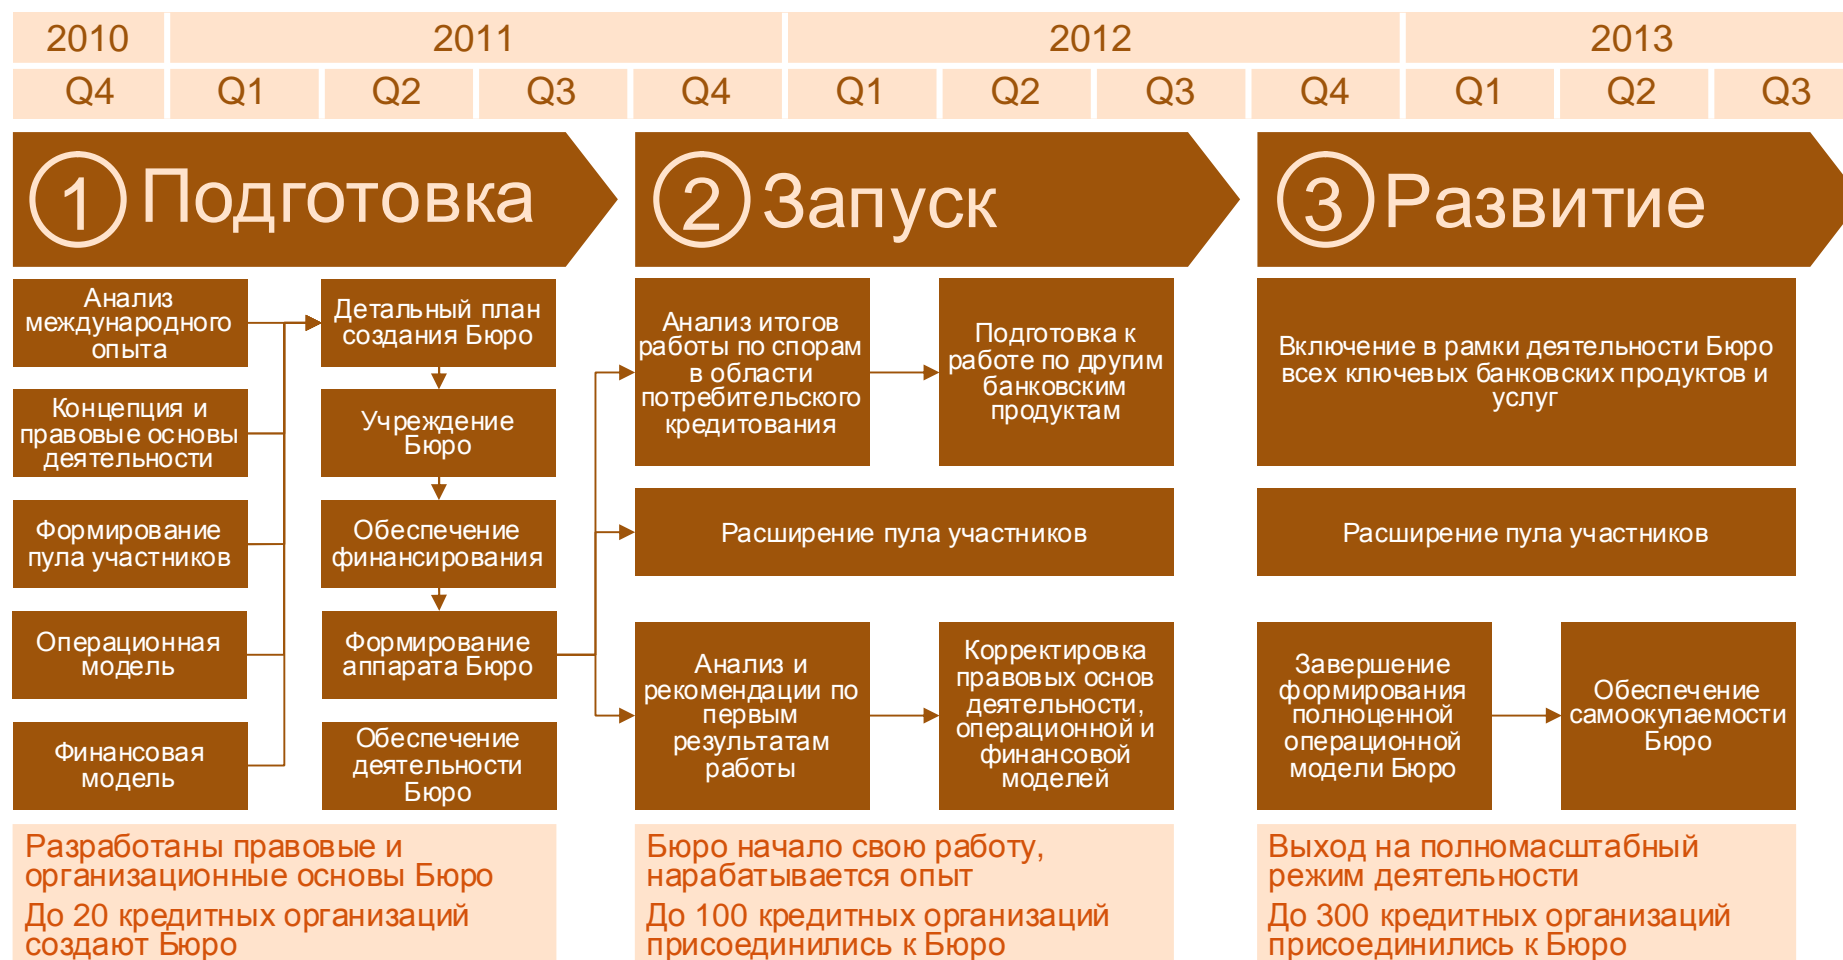 2010
2011
2012
2013
Q4
Q1
Q2
Q3
Q4
Q1
Q2
Q3
Q4
Q1
Q2
Q3
1 Подготовка
2 Запуск
3 Развитие
Анализ
международного
опыта
Концепция и
правовые основы
деятельности
Формирование
пула участников
Операционная
модель
Финансовая
модель
Детальный план
создания Бюро
Учреждение
Бюро
Обеспечение
финансирования
Формирование
аппарата Бюро
Обеспечение
деятельности
Бюро
Анализ итогов
работы по спорам
в области
потребительского
кредитования
Подготовка к
работе по другим
банковским
продуктам
Расширение пула участников
Анализ и
рекомендации по
первым
результатам
работы
Корректировка
правовых основ
деятельности,
операционной и
финансовой
моделей
Включение в рамки деятельности Бюро
всех ключевых банковских продуктов и
услуг
Расширение пула участников
Завершение
формирования
полноценной
операционной
модели Бюро
Обеспечение
самоокупаемости
Бюро
Разработаны правовые и
организационные основы Бюро
До 20 кредитных организаций
создают Бюро
Бюро начало свою работу,
нарабатывается опыт
До 100 кредитных организаций
присоединились к Бюро
Выход на полномасштабный
режим деятельности
До 300 кредитных организаций
присоединились к Бюро